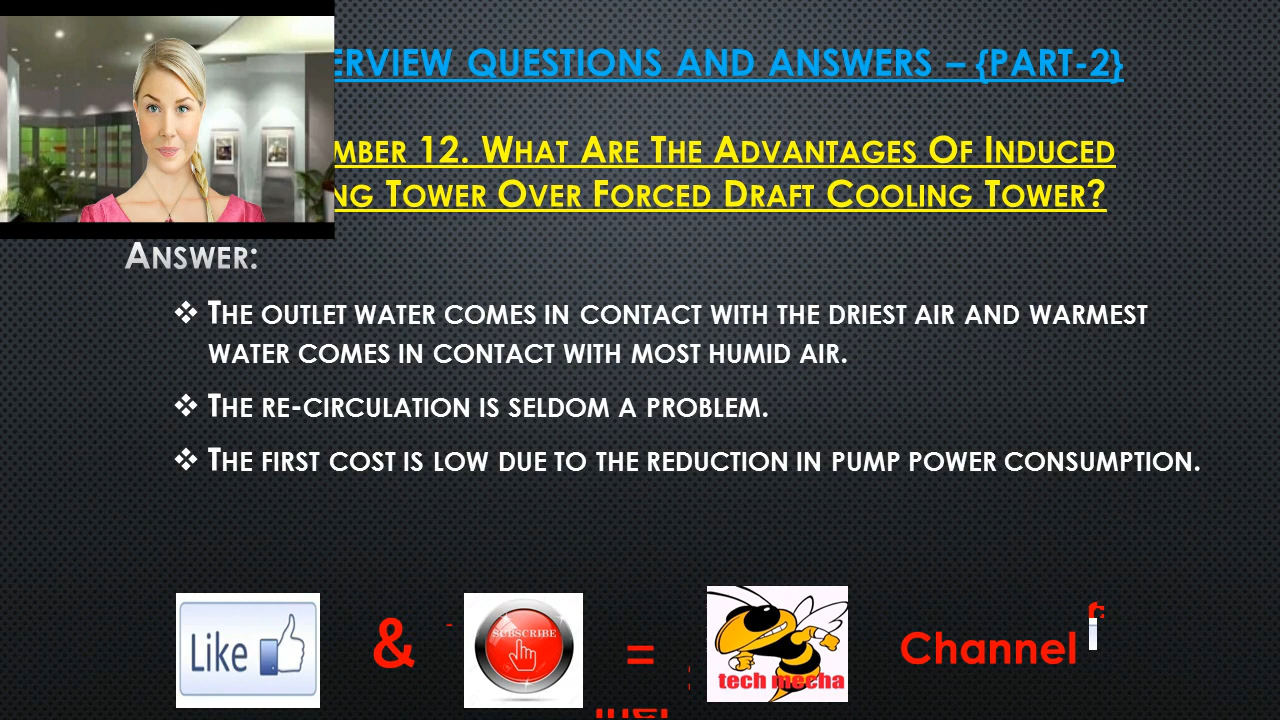 ERVIEW QUESTIONS AND ANSWERS – {PART-2}
MBER 12. WHAT ARE THE ADVANTAGES OF INDUCED
NG TOWER OVER FORCED DRAFT COOLING TOWER?
ANSWER:
❖ THE OUTLET WATER COMES IN CONTACT WITH THE DRIEST AIR AND WARMEST
WATER COMES IN CONTACT WITH MOST HUMID AIR.
❖ THE RE-CIRCULATION IS SELDOM A PROBLEM.
❖ THE FIRST COST IS LOW DUE TO THE REDUCTION IN PUMP POWER CONSUMPTION.
Like & SUBSCRIBE = tech mecha Channel